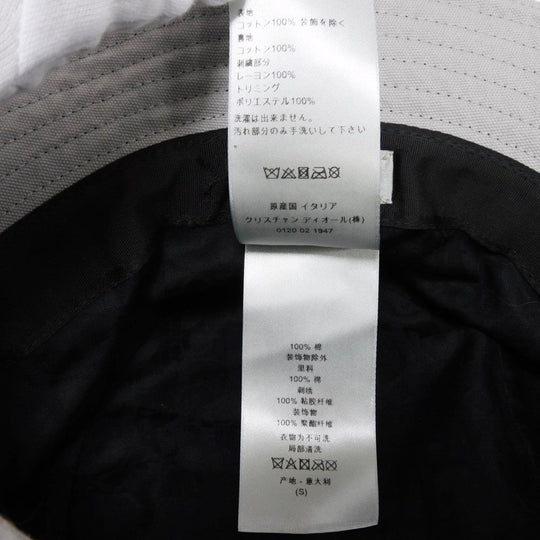 表地
コットン100% 装飾を除く
裏地
コットン100%
刺繍部分
レーヨン100%
トリミング
ポリエステル100%
洗濯は出来ません。
汚れ部分のみ手洗いして下さい
原産国 イタリア
クリスチャン ディオール(株)
0120 02 1947
100% 棉
装饰物除外
里料
100% 棉
刺绣
100% 粘胶纤维
装饰物
100% 聚酯纤维
衣物为不可洗
局部清洗
产地 - 意大利
(S)